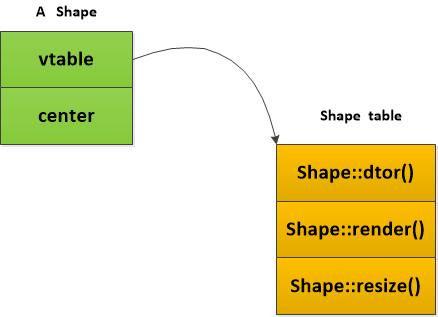 A Shape
vtable
center
Shape table
Shape::dtor()
Shape::render()
Shape::resize()